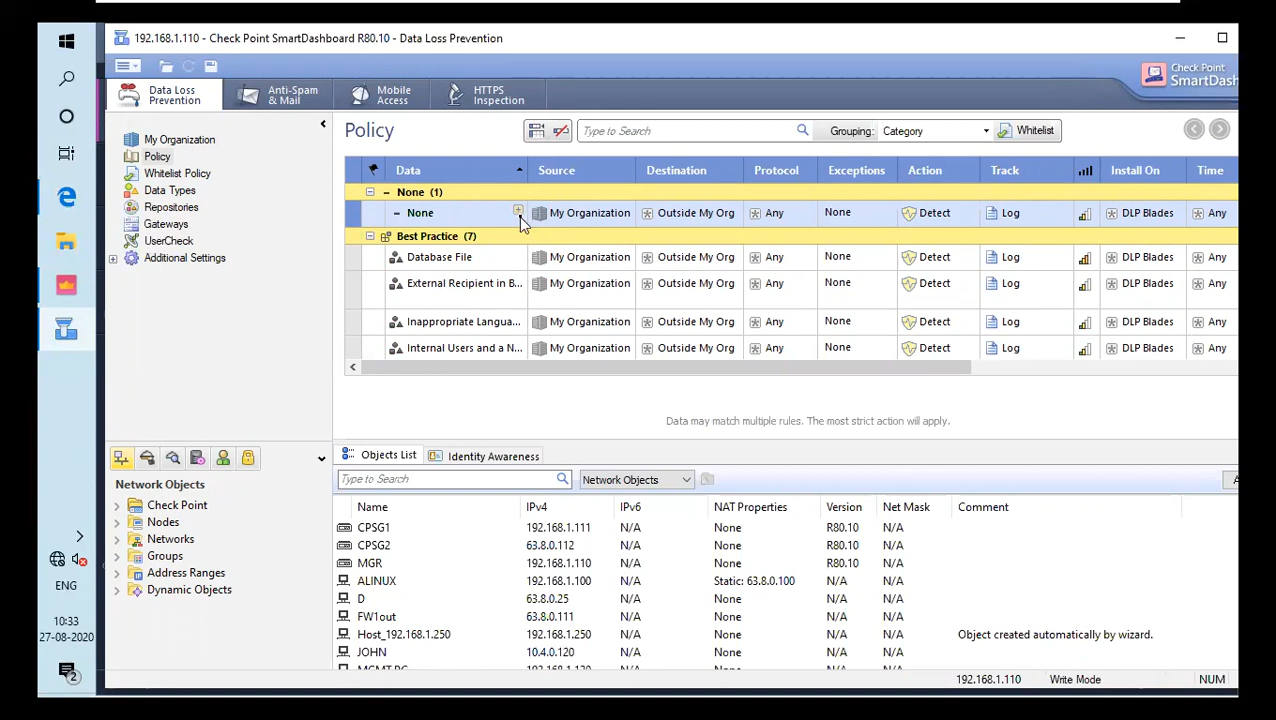 192.168.1.110 - Check Point SmartDashboard R80.10 - Data Loss Prevention
Check Point
SmartDash
Data Loss Prevention
Anti-Spam & Mail
Mobile Access
HTTPS Inspection
My Organization
Policy
Whitelist Policy
Data Types
Repositories
Gateways
UserCheck
Additional Settings
Policy
Type to Search
Grouping: Category
Whitelist
Data Source Destination Protocol Exceptions Action Track Install On Time
None (1)
None My Organization Outside My Org Any None Detect Log DLP Blades Any
Best Practice (7)
Database File My Organization Outside My Org Any None Detect Log DLP Blades Any
External Recipient in B... My Organization Outside My Org Any None Detect Log DLP Blades Any
Inappropriate Langua... My Organization Outside My Org Any None Detect Log DLP Blades Any
Internal Users and a N... My Organization Outside My Org Any None Detect Log DLP Blades Any
Data may match multiple rules. The most strict action will apply.
Network Objects
Check Point
Nodes
Networks
Groups
Address Ranges
Dynamic Objects
Objects List Identity Awareness
Type to Search Network Objects
Name IPv4 IPv6 NAT Properties Version Net Mask Comment
CPSG1 192.168.1.111 N/A None R80.10 N/A
CPSG2 63.8.0.112 N/A None R80.10 N/A
MGR 192.168.1.110 N/A None R80.10 N/A
ALINUX 192.168.1.100 N/A Static: 63.8.0.100 N/A N/A
D 63.8.0.25 N/A None N/A N/A
FW1out 63.8.0.111 N/A None N/A N/A
Host_192.168.1.250 192.168.1.250 N/A None N/A N/A Object created automatically by wizard.
JOHN 10.4.0.120 N/A None N/A N/A
192.168.1.110 Write Mode NUM
ENG
10:33
27-08-2020
2